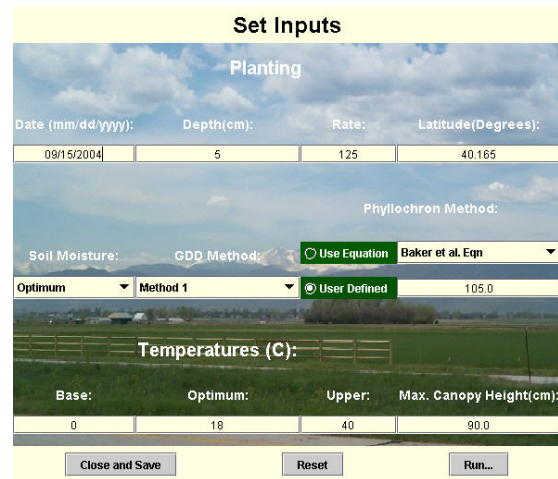 Set Inputs
Planting
Date (mm/dd/yyyy): Depth(cm): Rate: Latitude(Degrees):
09/15/2004 5 125 40.165
Phyllochron Method:
Soil Moisture: GDD Method: Use Equation Baker et al. Eqn
Optimum Method 1 User Defined 105.0
Temperatures (C):
Base: Optimum: Upper: Max. Canopy Height(cm):
0 18 40 90.0
Close and Save Reset Run...